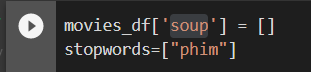 movies_df['soup'] = []
stopwords=["phim"]